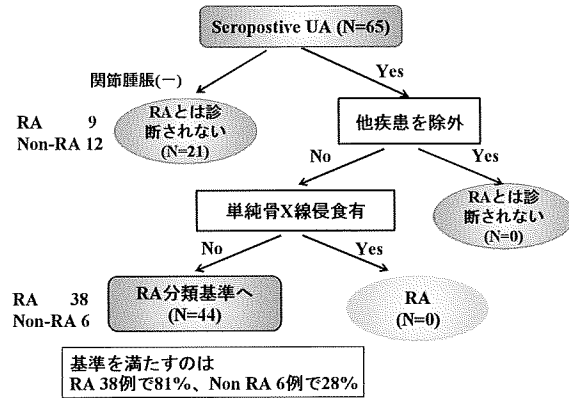 Seropostive UA (N=65)
関節腫脹(－)
Yes
RA 9
Non-RA 12
RAとは診
断されない
(N=21)
他疾患を除外
No
Yes
単純骨X線侵食有
RAとは診
断されない
(N=0)
No
Yes
RA 38
Non-RA 6
RA分類基準へ
(N=44)
RA
(N=0)
基準を満たすのは
RA 38例で81%、Non RA 6例で28%